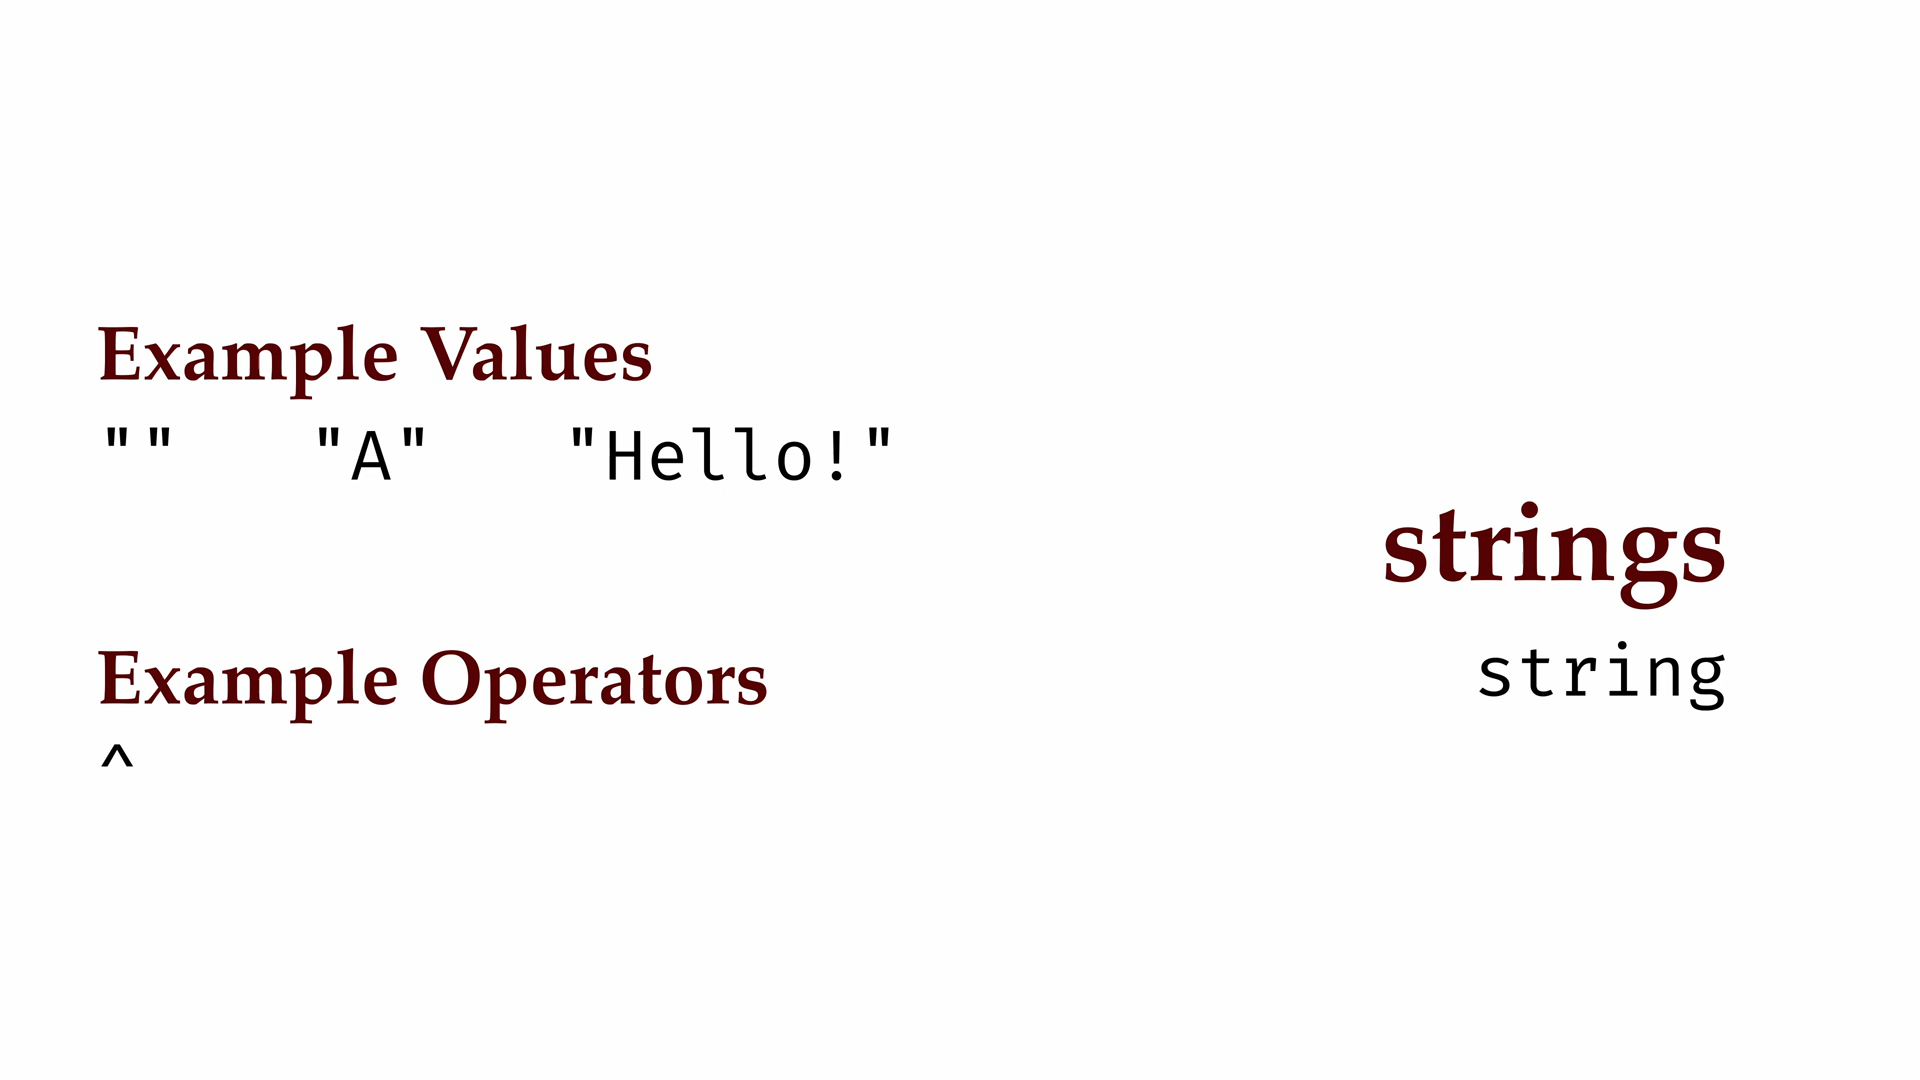 Example Values
""   "A"   "Hello!"
Example Operators
^
strings
string